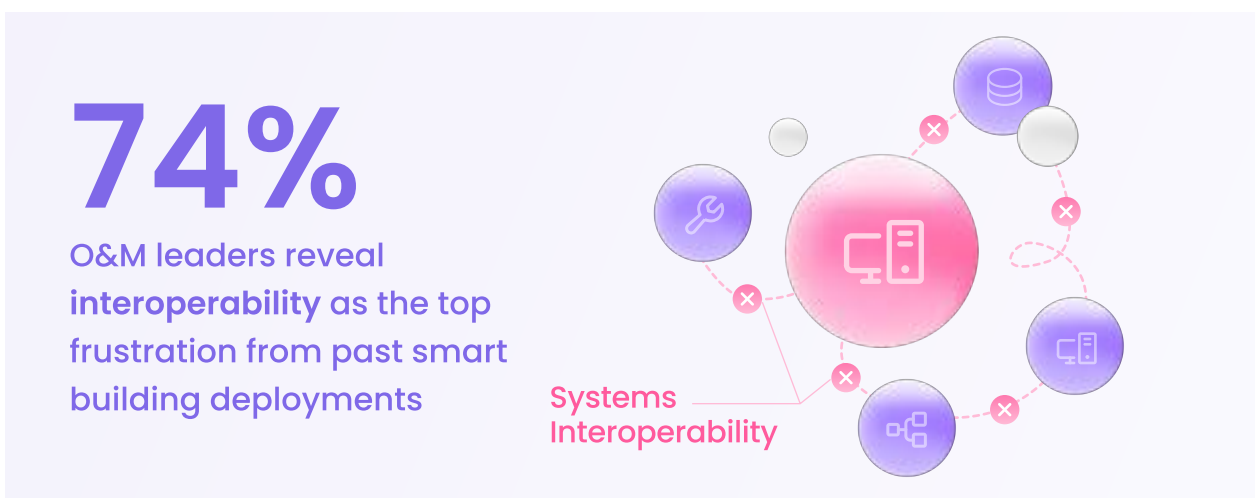 74%
O&M leaders reveal
interoperability as the top
frustration from past smart
building deployments
Systems
Interoperability